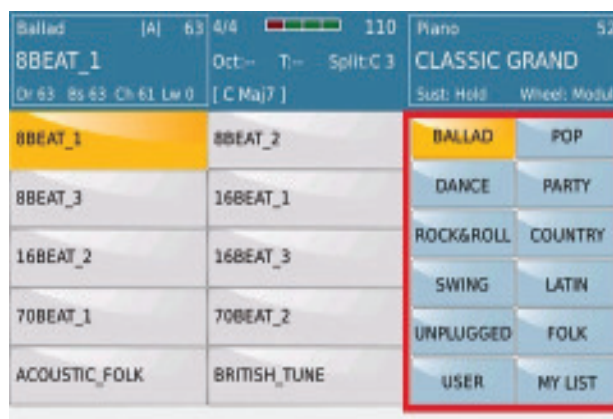 Ballad [A] 63
8BEAT_1
Dr 63 Bs 63 Ch 61 Lw 0
4/4 110
Oct:-- T:-- Split:C 3
[ C Maj7 ]
Piano 52
CLASSIC GRAND
Sust: Hold Wheel: Modul
8BEAT_1 8BEAT_2
8BEAT_3 16BEAT_1
16BEAT_2 16BEAT_3
70BEAT_1 70BEAT_2
ACOUSTIC_FOLK BRITISH_TUNE
BALLAD POP
DANCE PARTY
ROCK&ROLL COUNTRY
SWING LATIN
UNPLUGGED FOLK
USER MY LIST